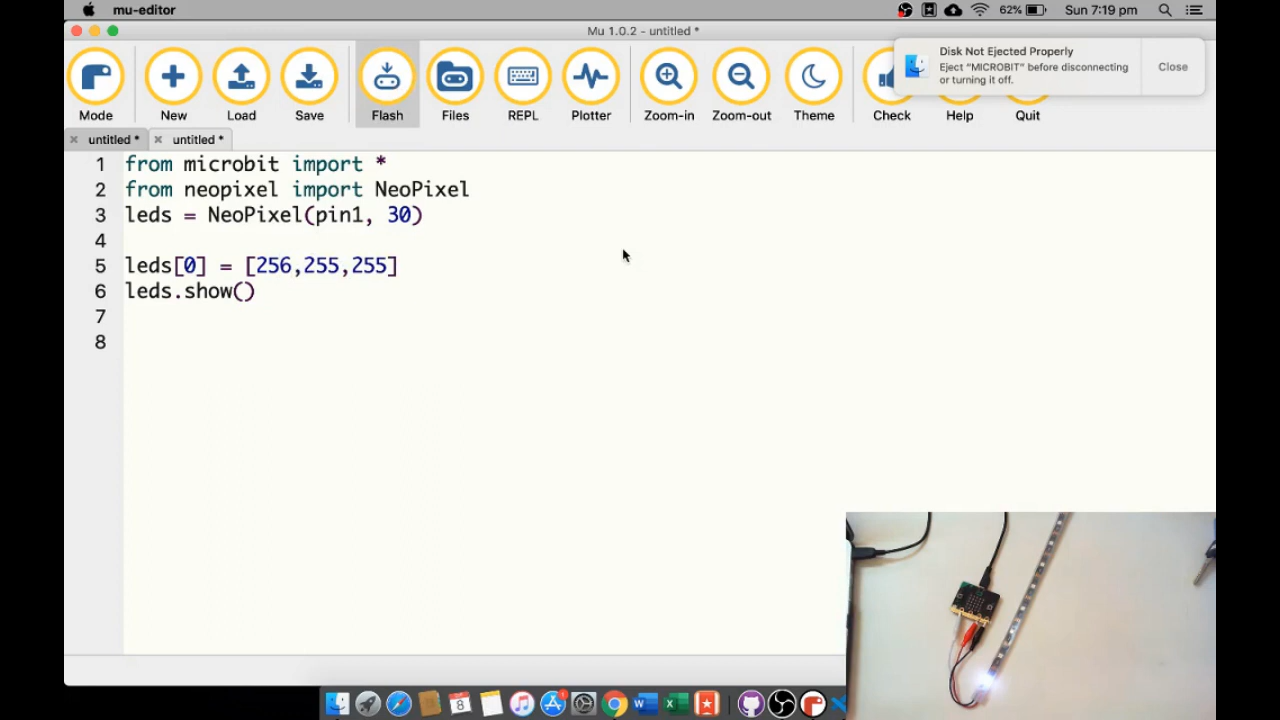 mu-editor
62%
Sun 7:19 pm
Mu 1.0.2 - untitled *
Disk Not Ejected Properly
Eject “MICROBIT” before disconnecting
or turning it off.
Close
Mode
New
Load
Save
Flash
Files
REPL
Plotter
Zoom-in
Zoom-out
Theme
Check
Help
Quit
untitled *
untitled *
1 from microbit import *
2 from neopixel import NeoPixel
3 leds = NeoPixel(pin1, 30)
4
5 leds[0] = [256,255,255]
6 leds.show()
7
8
8